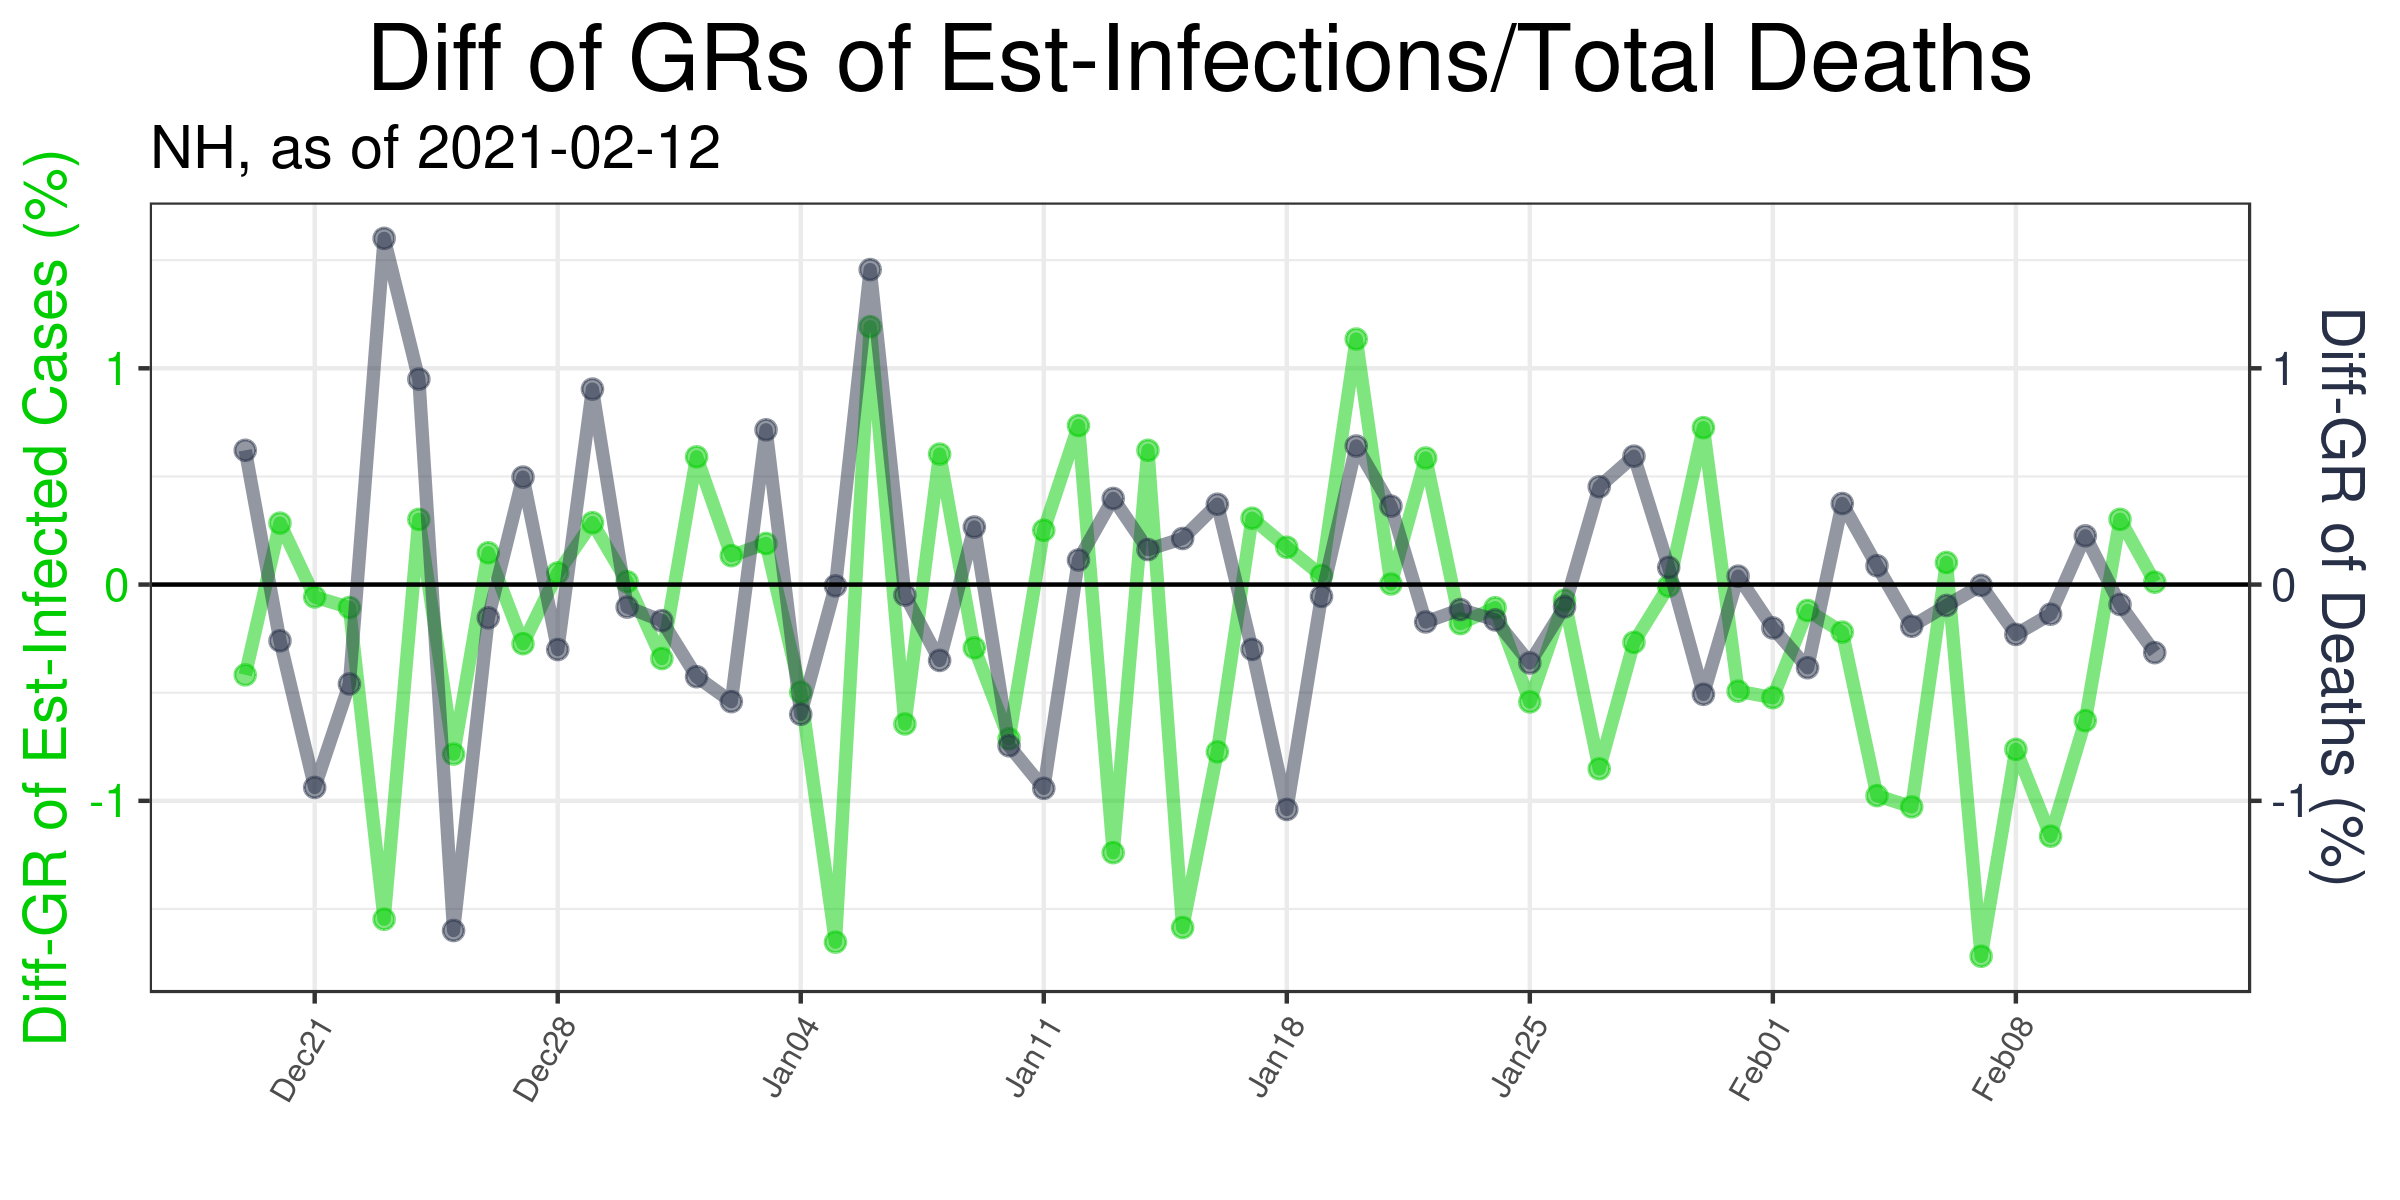 Diff of GRs of Est-Infections/Total Deaths
NH, as of 2021-02-12
Diff-GR of Est-Infected Cases (%)
1
0
-1
1
0
-1
Diff-GR of Deaths (%)
Dec21
Dec28
Jan04
Jan11
Jan18
Jan25
Feb01
Feb08